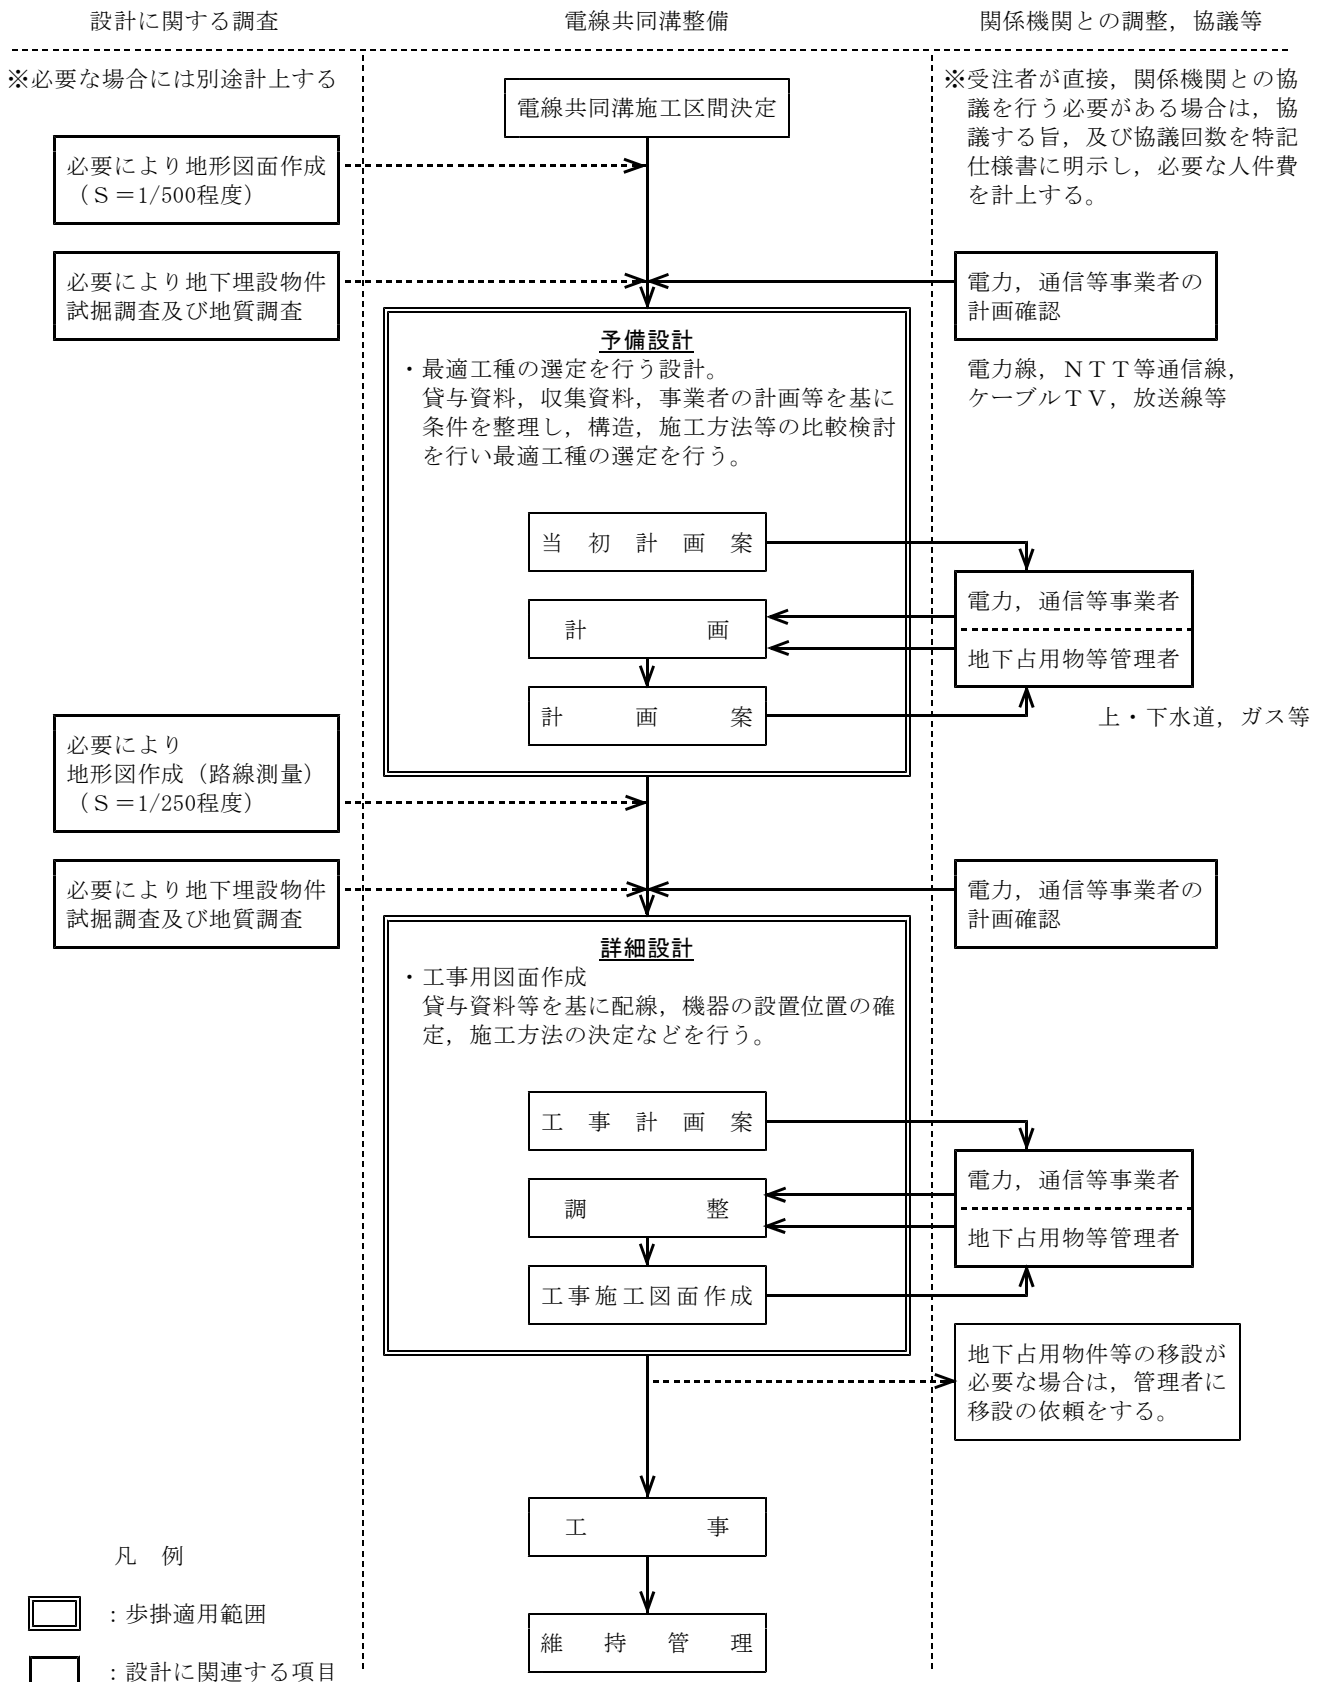 設計に関する調査
電線共同溝整備
関係機関との調整，協議等
※必要な場合には別途計上する
※受注者が直接，関係機関との協
議を行う必要がある場合は，協
議する旨，及び協議回数を特記
仕様書に明示し，必要な人件費
を計上する。
電線共同溝施工区間決定
必要により地形図面作成
（Ｓ＝1/500程度）
必要により地下埋設物件
試掘調査及び地質調査
電力，通信等事業者の
計画確認
電力線，ＮＴＴ等通信線，
ケーブルＴＶ，放送線等
予備設計
・最適工種の選定を行う設計。
貸与資料，収集資料，事業者の計画等を基に
条件を整理し，構造，施工方法等の比較検討
を行い最適工種の選定を行う。
当　初　計　画　案
計　　　　　画
計　　　画　　　案
電力，通信等事業者
地下占用物等管理者
上・下水道，ガス等
必要により
地形図作成（路線測量）
（Ｓ＝1/250程度）
必要により地下埋設物件
試掘調査及び地質調査
電力，通信等事業者の
計画確認
詳細設計
・工事用図面作成
貸与資料等を基に配線，機器の設置位置の確
定，施工方法の決定などを行う。
工　事　計　画　案
調　　　　　整
工事施工図面作成
電力，通信等事業者
地下占用物等管理者
地下占用物件等の移設が
必要な場合は，管理者に
移設の依頼をする。
工　　　　　事
維　持　管　理
凡　例
：歩掛適用範囲
：設計に関連する項目